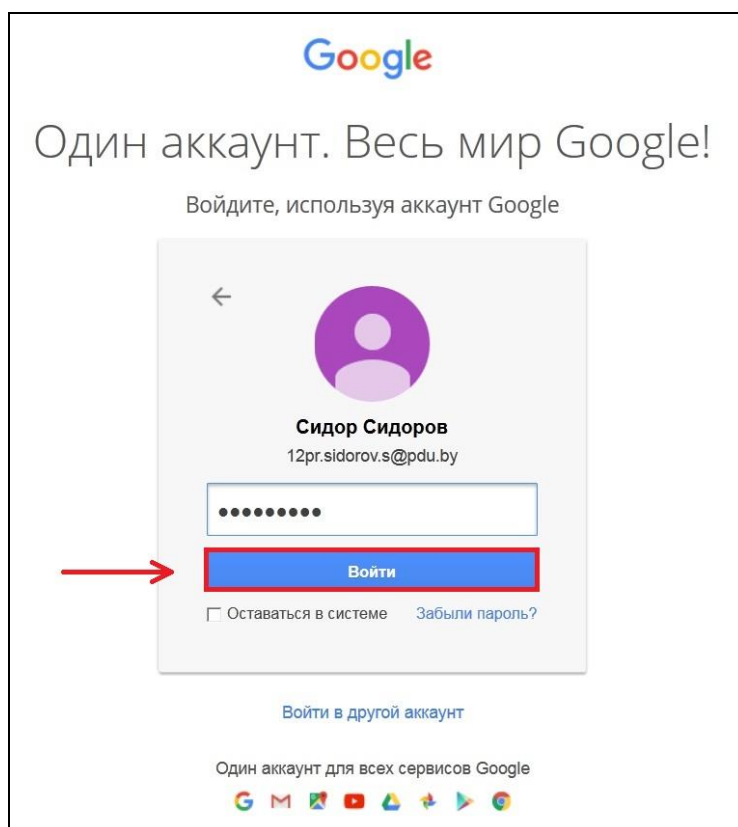 Google
Один аккаунт. Весь мир Google!
Войдите, используя аккаунт Google
Сидор Сидоров
12pr.sidorov.s@pdu.by
•••••••••
Войти
Оставаться в системе Забыли пароль?
Войти в другой аккаунт
Один аккаунт для всех сервисов Google